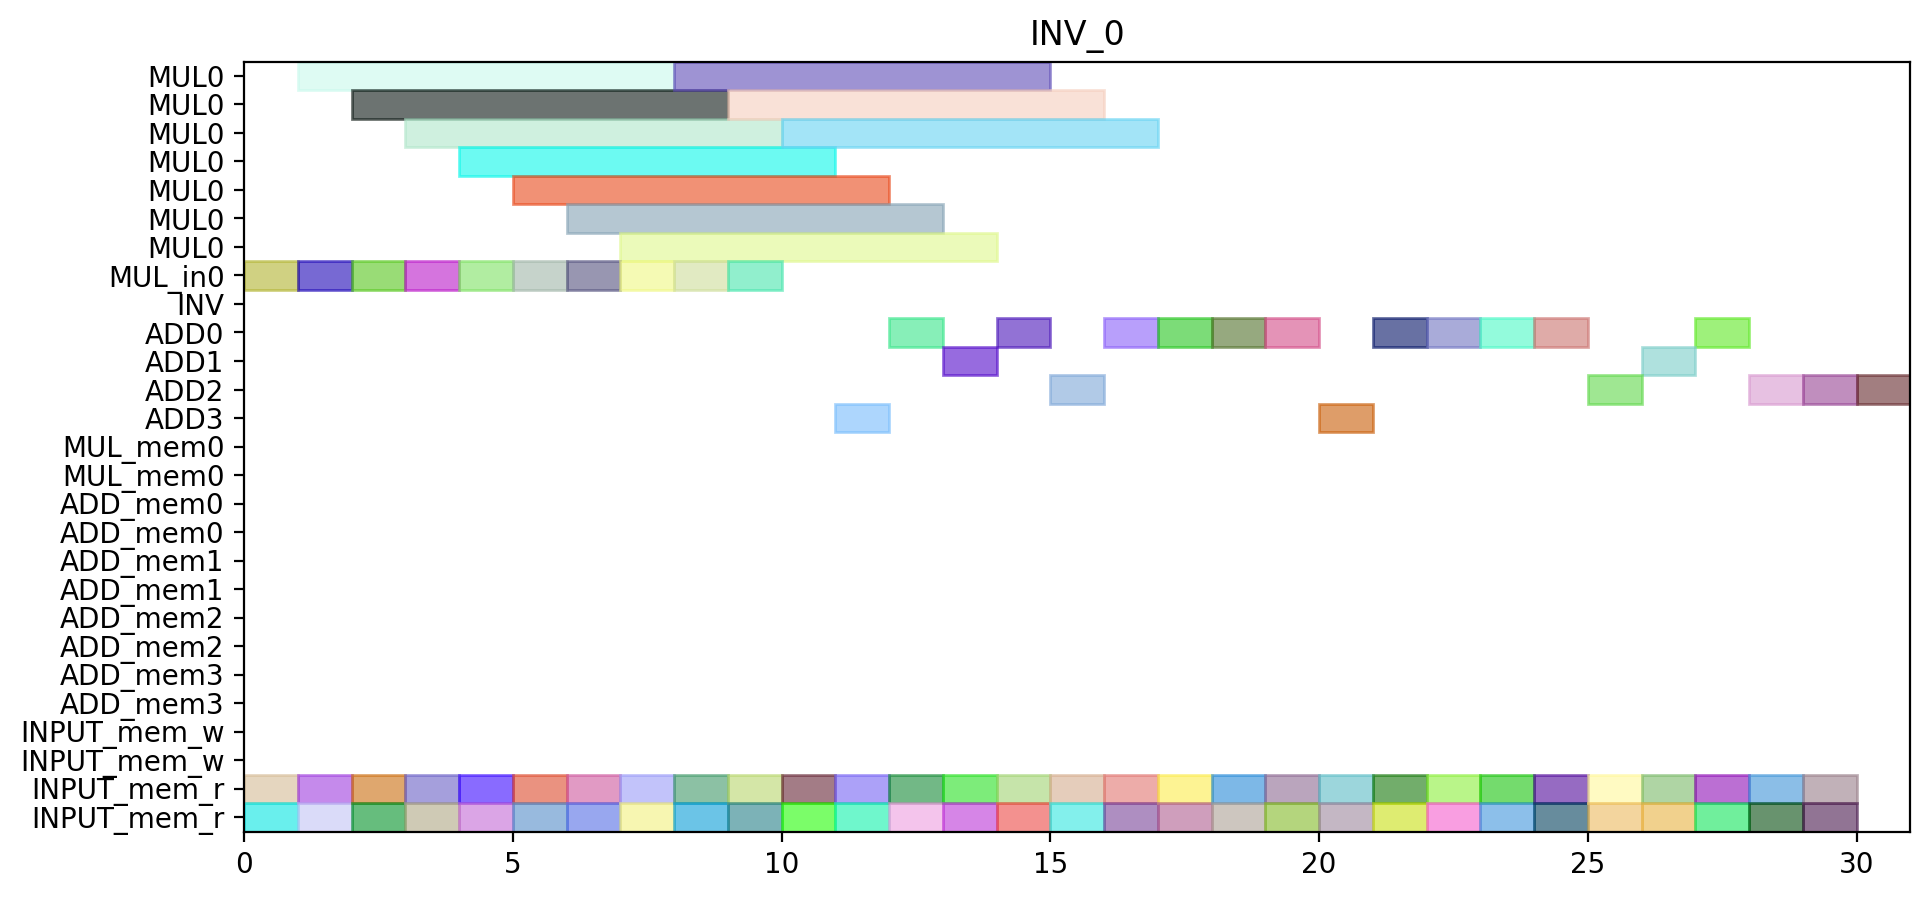 INV_0
MUL0
MUL0
MUL0
MUL0
MUL0
MUL0
MUL0
MUL_in0
INV
ADD0
ADD1
ADD2
ADD3
MUL_mem0
MUL_mem0
ADD_mem0
ADD_mem0
ADD_mem1
ADD_mem1
ADD_mem2
ADD_mem2
ADD_mem3
ADD_mem3
INPUT_mem_w
INPUT_mem_w
INPUT_mem_r
INPUT_mem_r
0 5 10 15 20 25 30